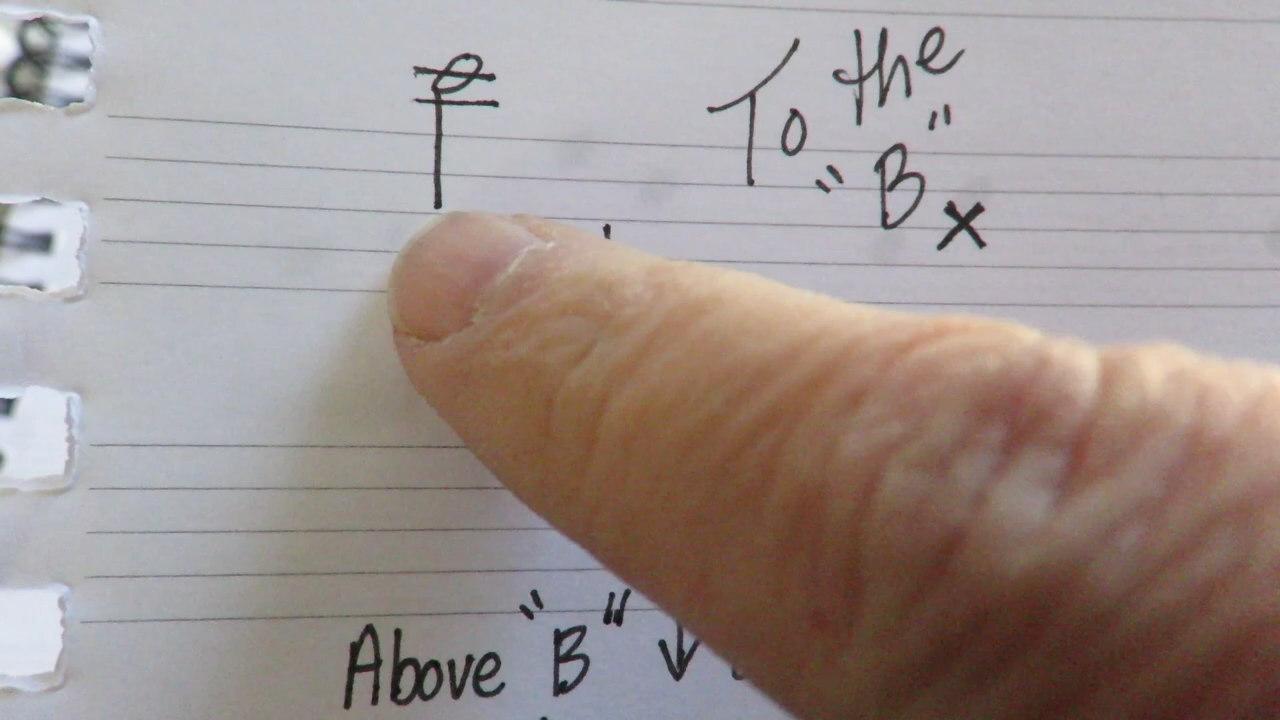 To the
"B" x
Above "B" ↓